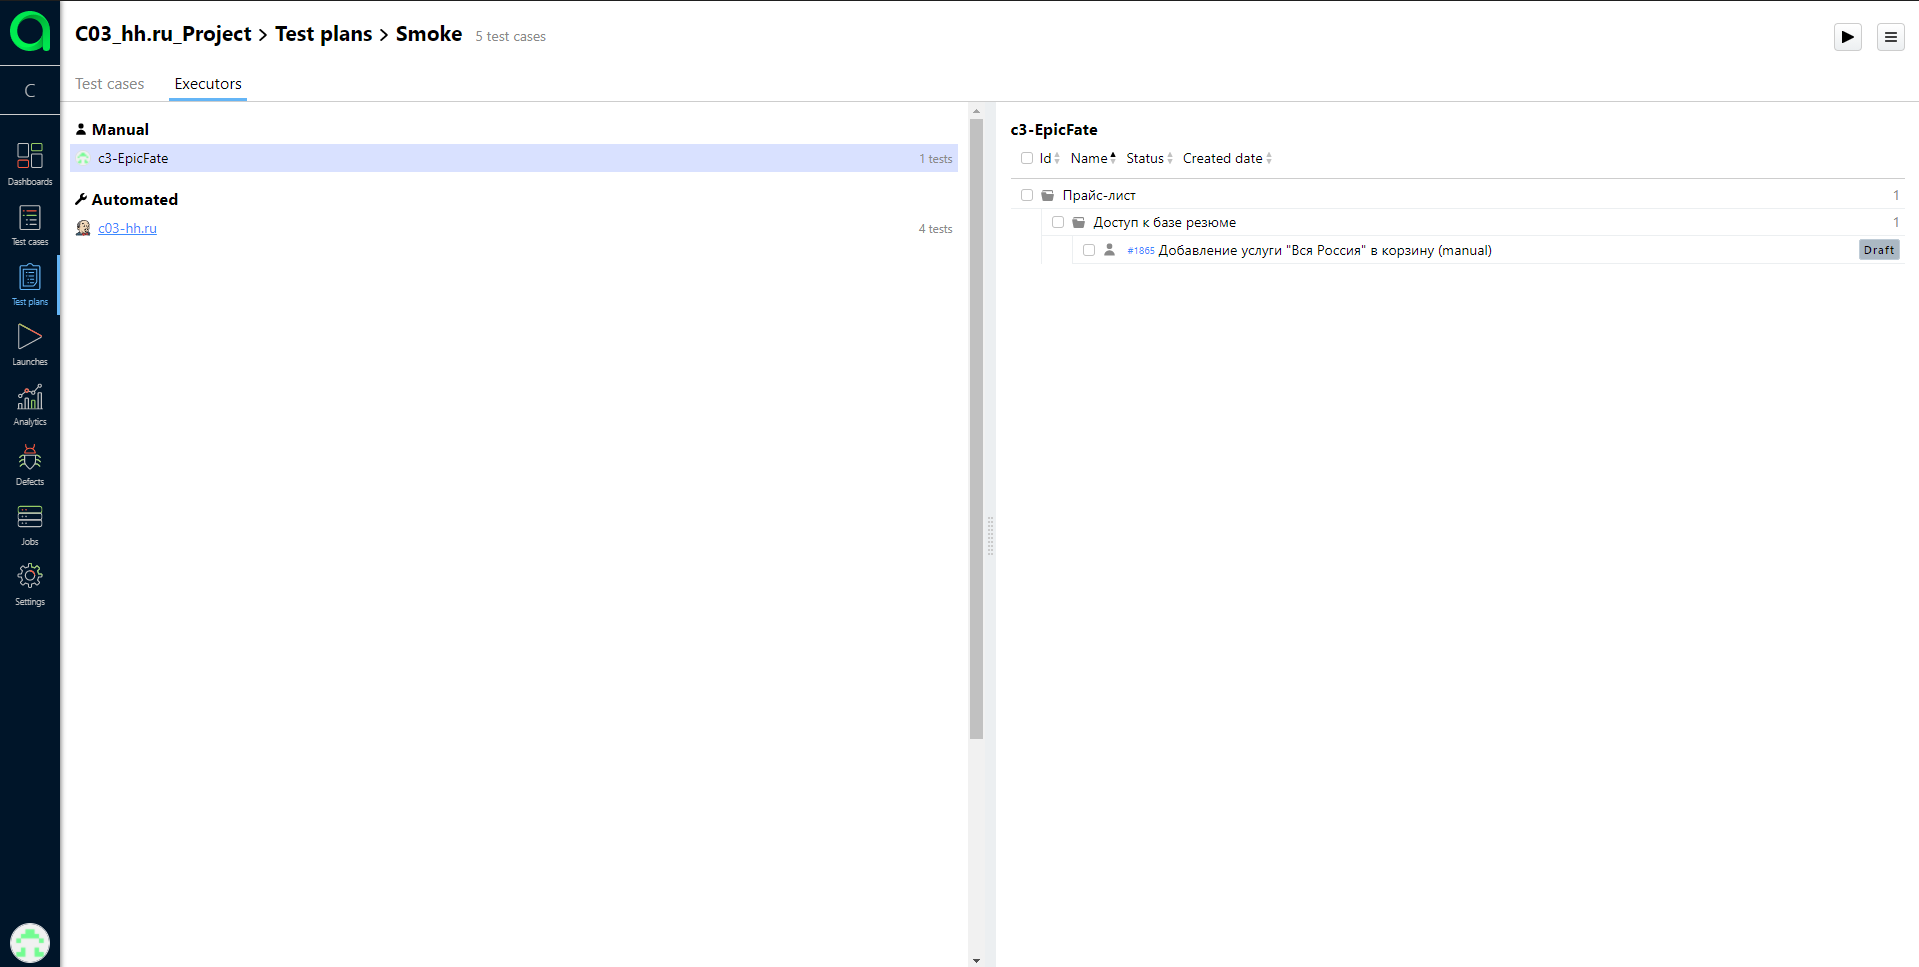 C03_hh.ru_Project > Test plans > Smoke 5 test cases
C
Test cases Executors
Dashboards
Test cases
Test plans
Launches
Analytics
Defects
Jobs
Settings
Manual
c3-EpicFate 1 tests
Automated
c03-hh.ru 4 tests
c3-EpicFate
Id Name Status Created date
Прайс-лист 1
Доступ к базе резюме 1
#1865 Добавление услуги "Вся Россия" в корзину (manual) Draft